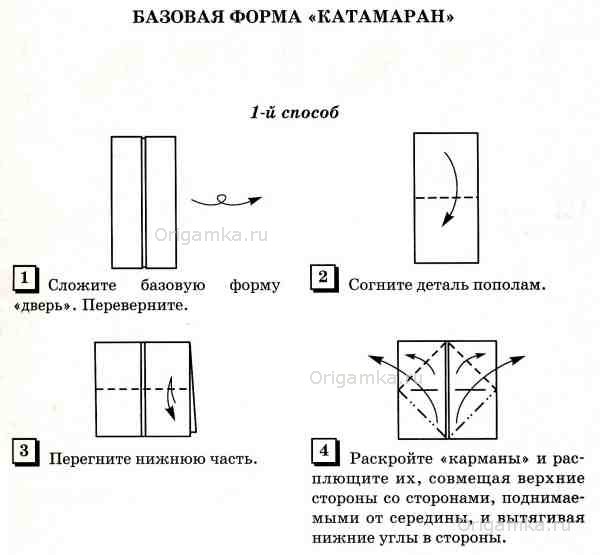 БАЗОВАЯ ФОРМА «КАТАМАРАН»
1-й способ
Origamka.ru
1 Сложите базовую форму
«дверь». Переверните.
2 Согните деталь пополам.
Origamka.ru
3 Перегните нижнюю часть.
4 Раскройте «карманы» и рас-
плющите их, совмещая верхние
стороны со сторонами, поднимае-
мыми от середины, и вытягивая
нижние углы в стороны.
Origamka.ru